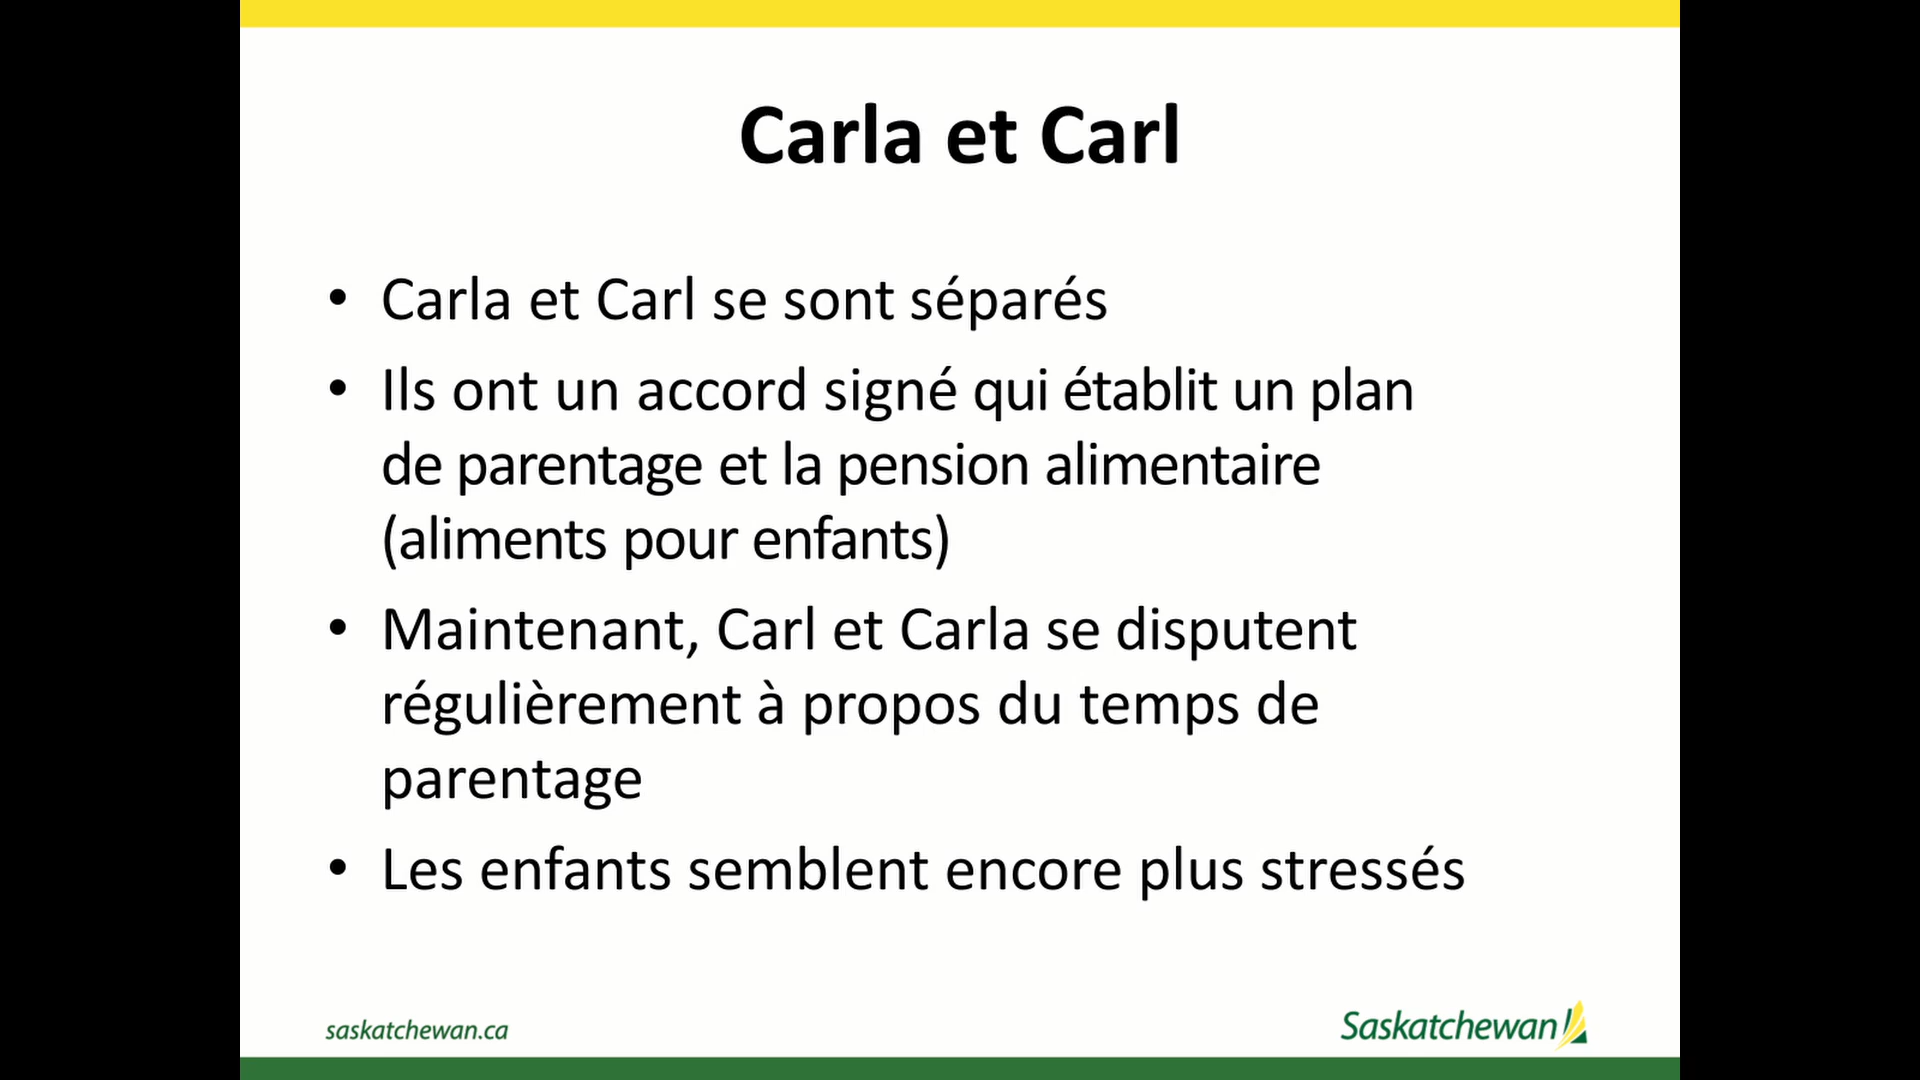 Carla et Carl
• Carla et Carl se sont séparés
• Ils ont un accord signé qui établit un plan
de parentage et la pension alimentaire
(aliments pour enfants)
• Maintenant, Carl et Carla se disputent
régulièrement à propos du temps de
parentage
• Les enfants semblent encore plus stressés
saskatchewan.ca
Saskatchewan